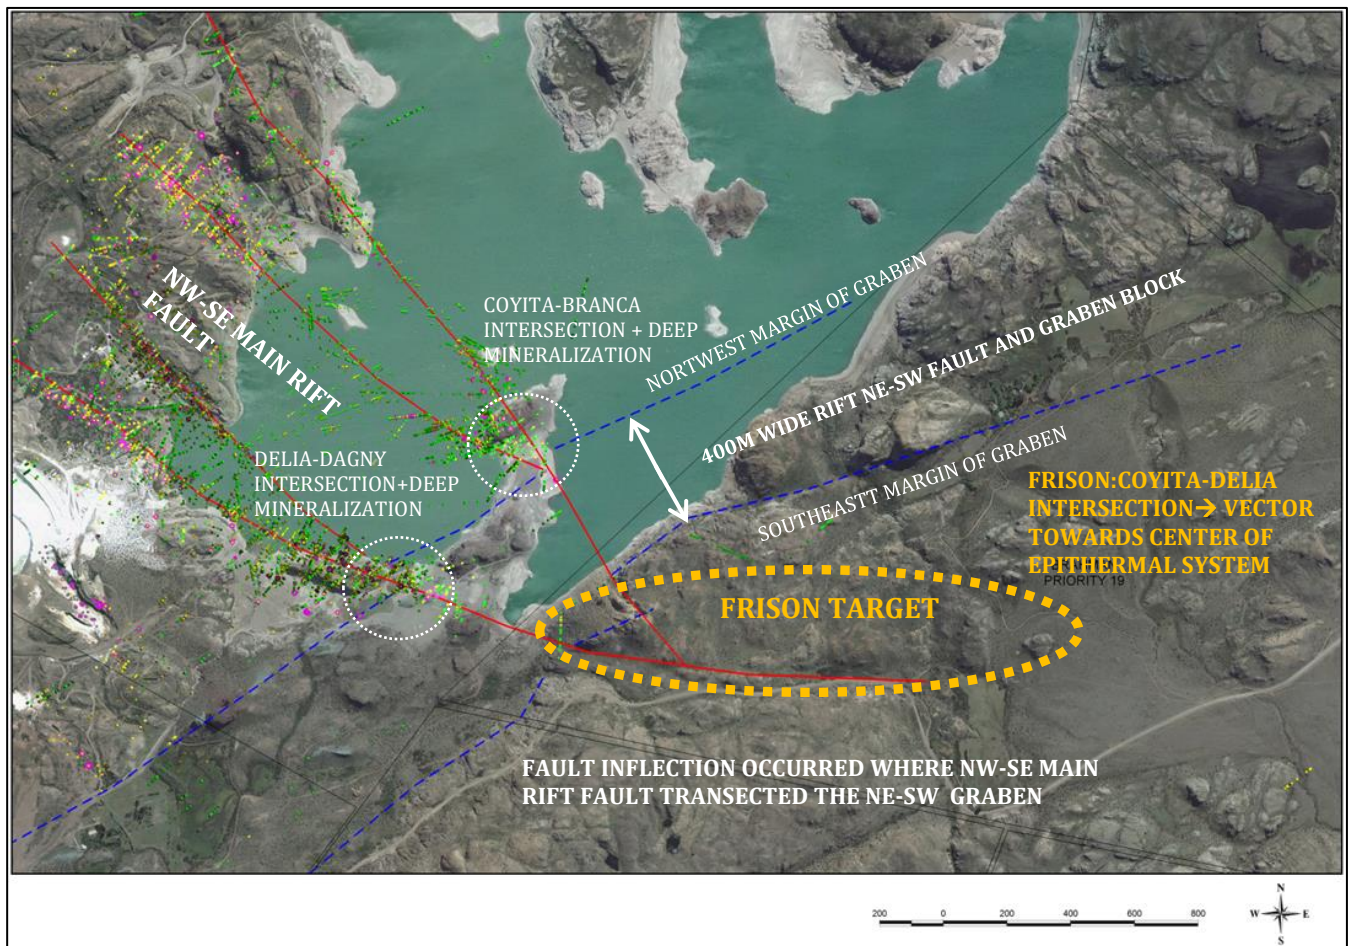 NW-SE MAIN RIFT
FAULT
COYITA-BRANCA
INTERSECTION + DEEP
MINERALIZATION
NORTWEST MARGIN OF GRABEN
400M WIDE RIFT NE-SW FAULT AND GRABEN BLOCK
SOUTHEASTT MARGIN OF GRABEN
DELIA-DAGNY
INTERSECTION+DEEP
MINERALIZATION
FRISON:COYITA-DELIA
INTERSECTION→ VECTOR
TOWARDS CENTER OF
EPITHERMAL SYSTEM
PRIORITY 19
FRISON TARGET
FAULT INFLECTION OCCURRED WHERE NW-SE MAIN
RIFT FAULT TRANSECTED THE NE-SW GRABEN
200 0 200 400 600 800
N
W E
S